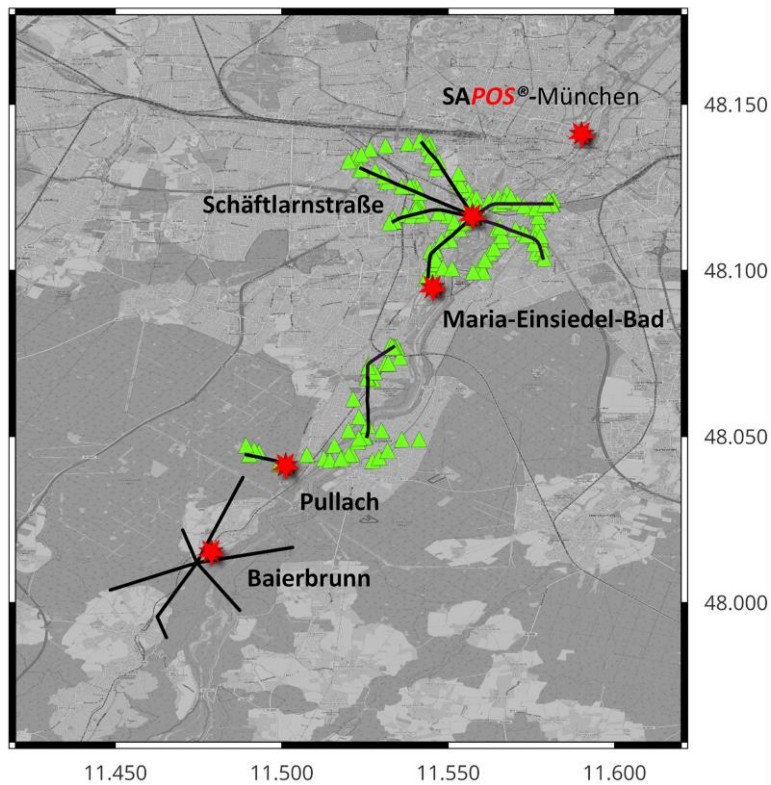 SAPOS®-München
48.150
Schäftlarnstraße
48.100
Maria-Einsiedel-Bad
48.050
Pullach
Baierbrunn
48.000
11.450 11.500 11.550 11.600